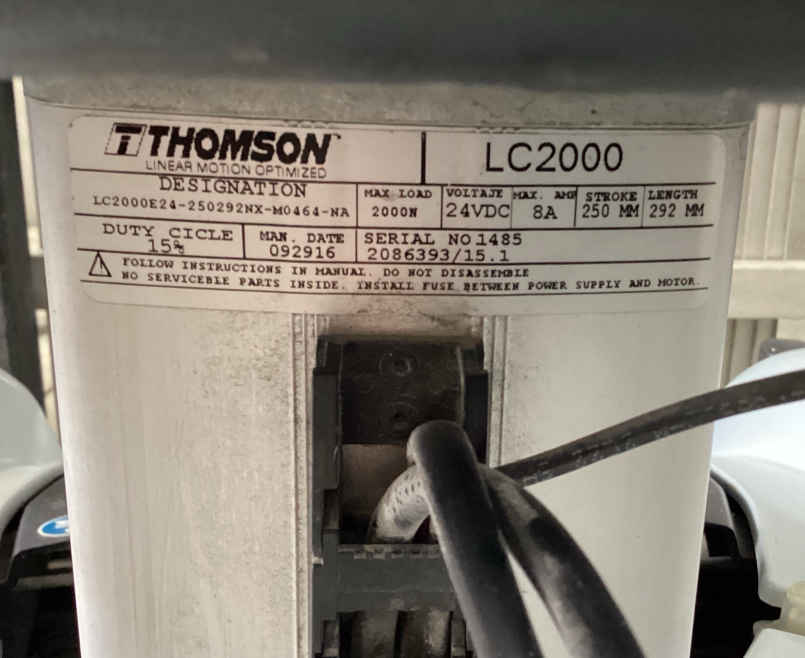 THOMSON
LINEAR MOTION OPTIMIZED
LC2000
DESIGNATION
LC2000E24-250292NX-M0464-NA
MAX LOAD
2000N
VOLTAJE
24VDC
MAX. AMP
8A
STROKE
250 MM
LENGTH
292 MM
DUTY CICLE
15%
MAN. DATE
092916
SERIAL NO.1485
2086393/15.1
FOLLOW INSTRUCTIONS IN MANUAL. DO NOT DISASSEMBLE
NO SERVICEBLE PARTS INSIDE. INSTALL FUSE BETWEEN POWER SUPPLY AND MOTOR.